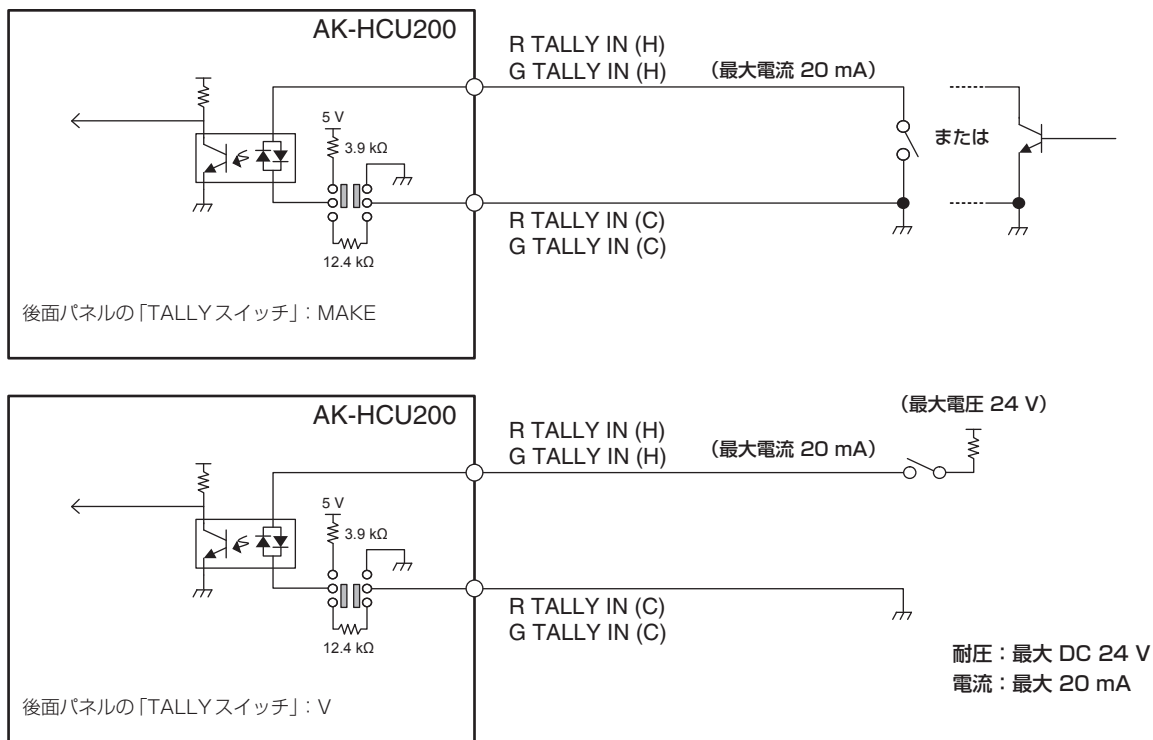 AK-HCU200
R TALLY IN (H)
G TALLY IN (H)
（最大電流 20 mA）
5 V
3.9 kΩ
または
R TALLY IN (C)
G TALLY IN (C)
12.4 kΩ
後面パネルの「TALLYスイッチ」：MAKE
AK-HCU200
（最大電圧 24 V）
R TALLY IN (H)
G TALLY IN (H)
（最大電流 20 mA）
5 V
3.9 kΩ
R TALLY IN (C)
G TALLY IN (C)
12.4 kΩ
耐圧：最大 DC 24 V
電流：最大 20 mA
後面パネルの「TALLYスイッチ」：V